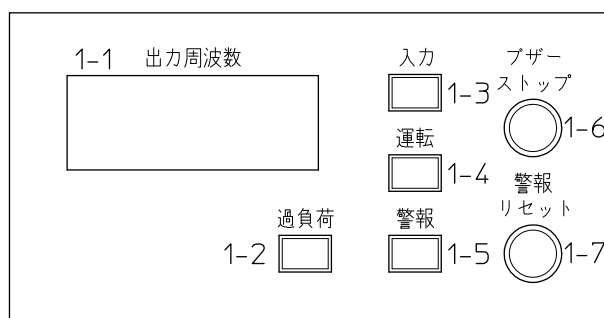 1-1 出力周波数
入力
1-3
ブザー
ストップ
1-6
運転
1-4
警報
リセット
1-7
過負荷
1-2
警報
1-5